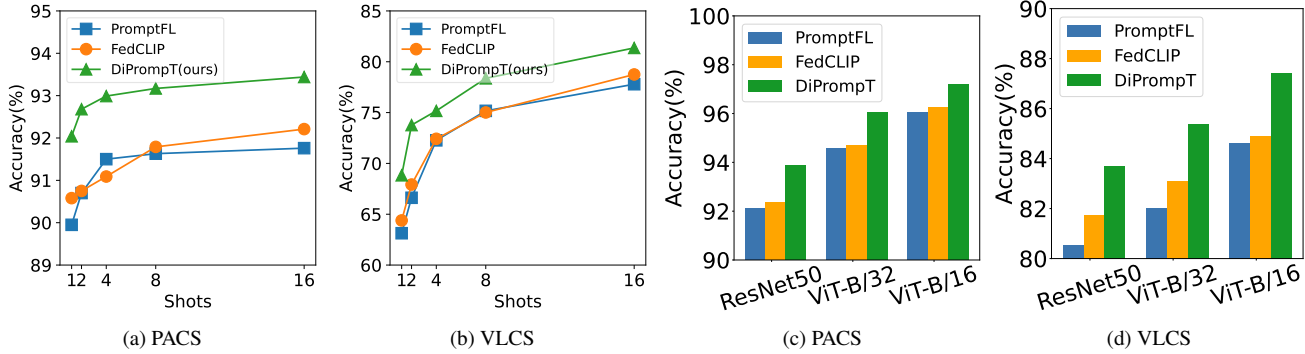 95
94
93
92
91
90
89
Accuracy(%)
PromptFL
FedCLIP
DiPrompT(ours)
1 2 4 8 16
Shots
(a) PACS
85
80
75
70
65
60
Accuracy(%)
PromptFL
FedCLIP
DiPrompT(ours)
1 2 4 8 16
Shots
(b) VLCS
100
98
96
94
92
90
Accuracy(%)
PromptFL
FedCLIP
DiPrompT
ResNet50 ViT-B/32 ViT-B/16
(c) PACS
90
88
86
84
82
80
Accuracy(%)
PromptFL
FedCLIP
DiPrompT
ResNet50 ViT-B/32 ViT-B/16
(d) VLCS